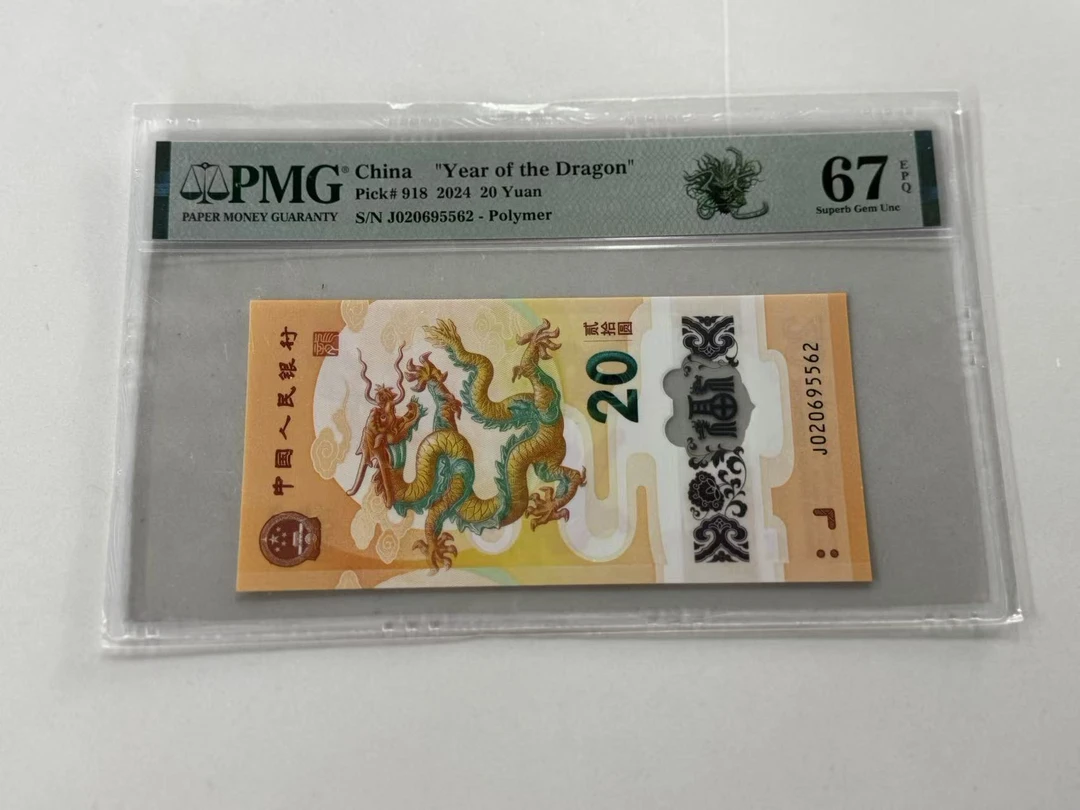 PMG®
PAPER MONEY GUARANTY
China "Year of the Dragon"
Pick# 918 2024 20 Yuan
S/N J020695562 - Polymer
67
EPQ
Superb Gem Unc
中国人民银行
贰拾圆
20
福
J020695562